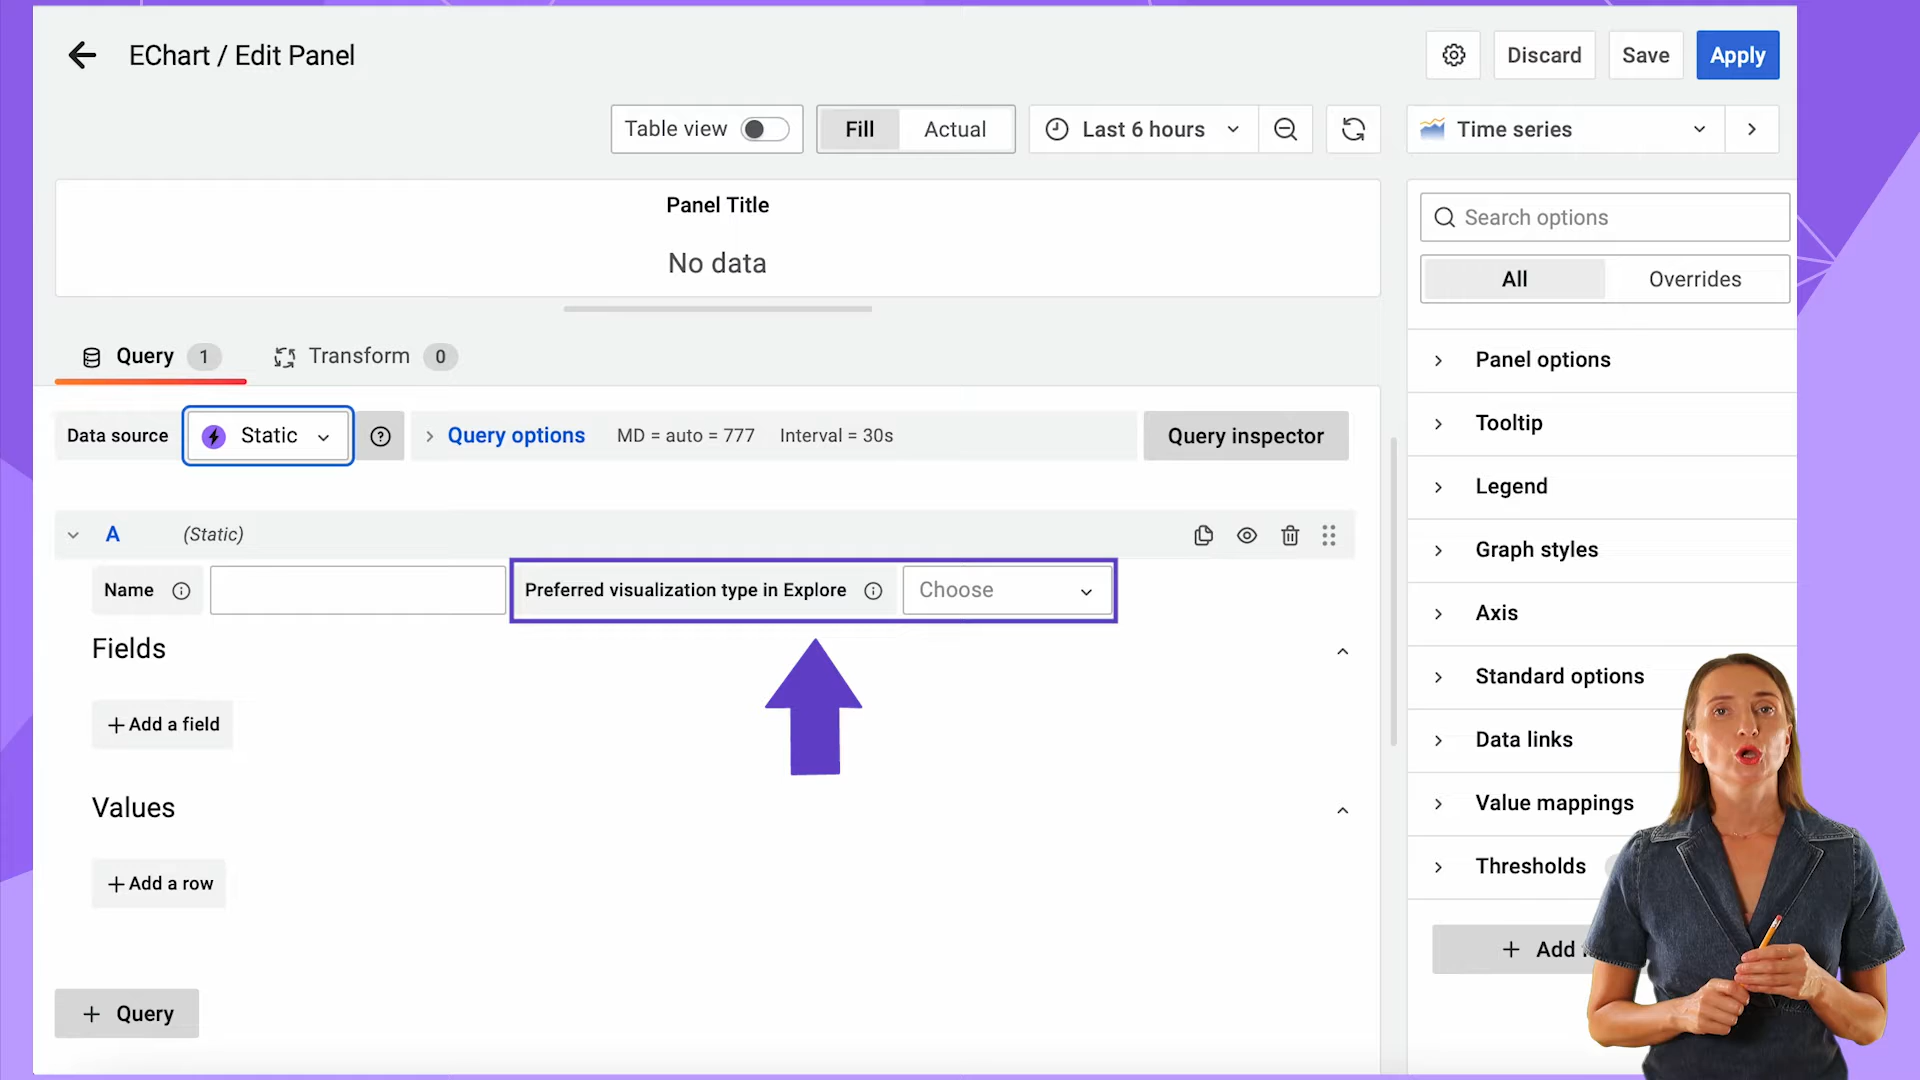 EChart / Edit Panel
Discard
Save
Apply
Table view
Fill
Actual
Last 6 hours
Time series
Panel Title
No data
Search options
All
Overrides
Query 1
Transform 0
Panel options
Tooltip
Legend
Graph styles
Axis
Standard options
Data links
Value mappings
Thresholds
+ Add
Data source
Static
Query options
MD = auto = 777
Interval = 30s
Query inspector
A
(Static)
Name
Preferred visualization type in Explore
Choose
Fields
+ Add a field
Values
+ Add a row
+ Query